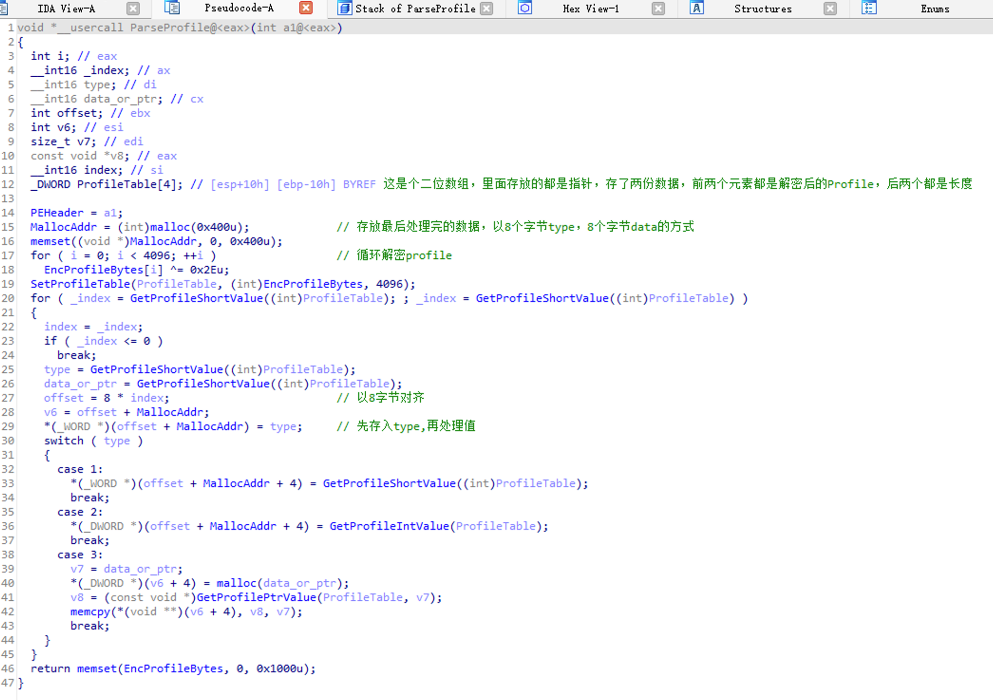 IDA View-A Pseudocode-A Stack of ParseProfile Hex View-1 Structures Enums
1 void *__usercall ParseProfile@<eax>(int a1@<eax>)
2 {
3 int i; // eax
4 __int16 _index; // ax
5 __int16 type; // di
6 __int16 data_or_ptr; // cx
7 int offset; // ebx
8 int v6; // esi
9 size_t v7; // edi
10 const void *v8; // eax
11 __int16 index; // si
12 _DWORD ProfileTable[4]; // [esp+10h] [ebp-10h] BYREF 这是个二位数组，里面存放的都是指针，存了两份数据，前两个元素都是解密后的Profile，后两个都是长度
13
14 PEHeader = a1;
15 MallocAddr = (int)malloc(0x400u); // 存放最后处理完的数据，以8个字节type，8个字节data的方式
16 memset((void *)MallocAddr, 0, 0x400u);
17 for ( i = 0; i < 4096; ++i ) // 循环解密profile
18 EncProfileBytes[i] ^= 0x2Eu;
19 SetProfileTable(ProfileTable, (int)EncProfileBytes, 4096);
20 for ( _index = GetProfileShortValue((int)ProfileTable); ; _index = GetProfileShortValue((int)ProfileTable) )
21 {
22 index = _index;
23 if ( _index <= 0 )
24 break;
25 type = GetProfileShortValue((int)ProfileTable);
26 data_or_ptr = GetProfileShortValue((int)ProfileTable);
27 offset = 8 * index; // 以8字节对齐
28 v6 = offset + MallocAddr;
29 *(_WORD *)(offset + MallocAddr) = type; // 先存入type,再处理值
30 switch ( type )
31 {
32 case 1:
33 *(_WORD *)(offset + MallocAddr + 4) = GetProfileShortValue((int)ProfileTable);
34 break;
35 case 2:
36 *(_DWORD *)(offset + MallocAddr + 4) = GetProfileIntValue(ProfileTable);
37 break;
38 case 3:
39 v7 = data_or_ptr;
40 *(_DWORD *)(v6 + 4) = malloc(data_or_ptr);
41 v8 = (const void *)GetProfilePtrValue(ProfileTable, v7);
42 memcpy(*(void **)(v6 + 4), v8, v7);
43 break;
44 }
45 }
46 return memset(EncProfileBytes, 0, 0x1000u);
47 }